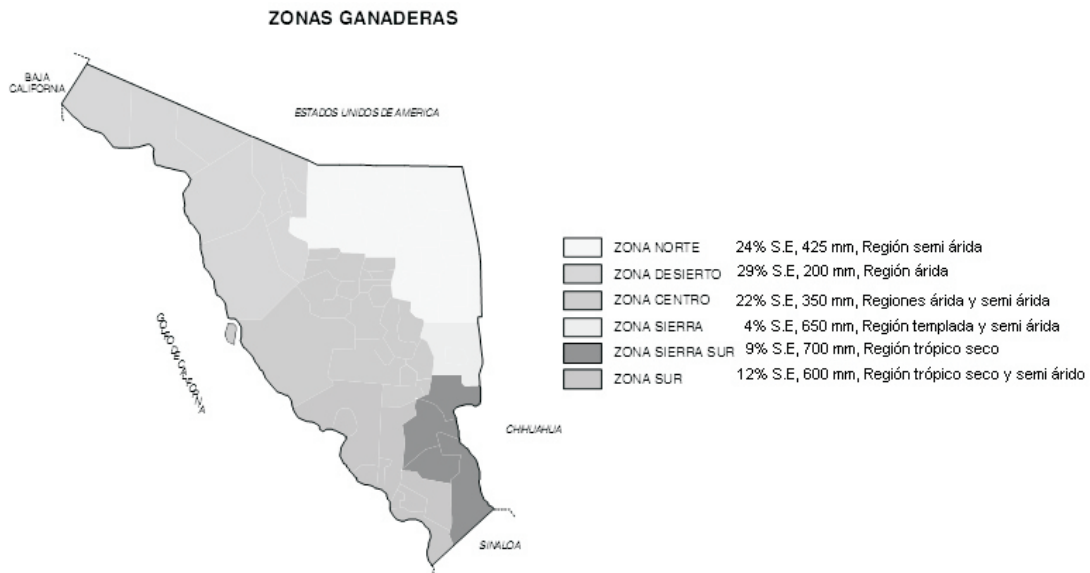 ZONAS GANADERAS
BAJA
CALIFORNIA
ESTADOS UNIDOS DE AMERICA
ZONA NORTE 24% S.E, 425 mm, Región semi árida
ZONA DESIERTO 29% S.E, 200 mm, Región árida
ZONA CENTRO 22% S.E, 350 mm, Regiones árida y semi árida
ZONA SIERRA 4% S.E, 650 mm, Región templada y semi árida
ZONA SIERRA SUR 9% S.E, 700 mm, Región trópico seco
ZONA SUR 12% S.E, 600 mm, Región trópico seco y semi árido
CHIHUAHUA
SINALOA